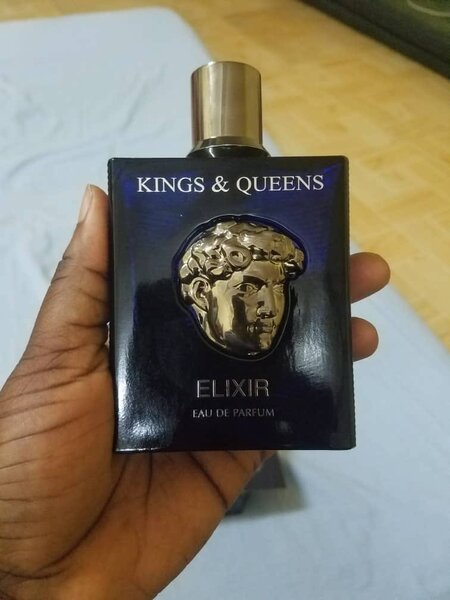 KINGS & QUEENS
ELIXIR
EAU DE PARFUM